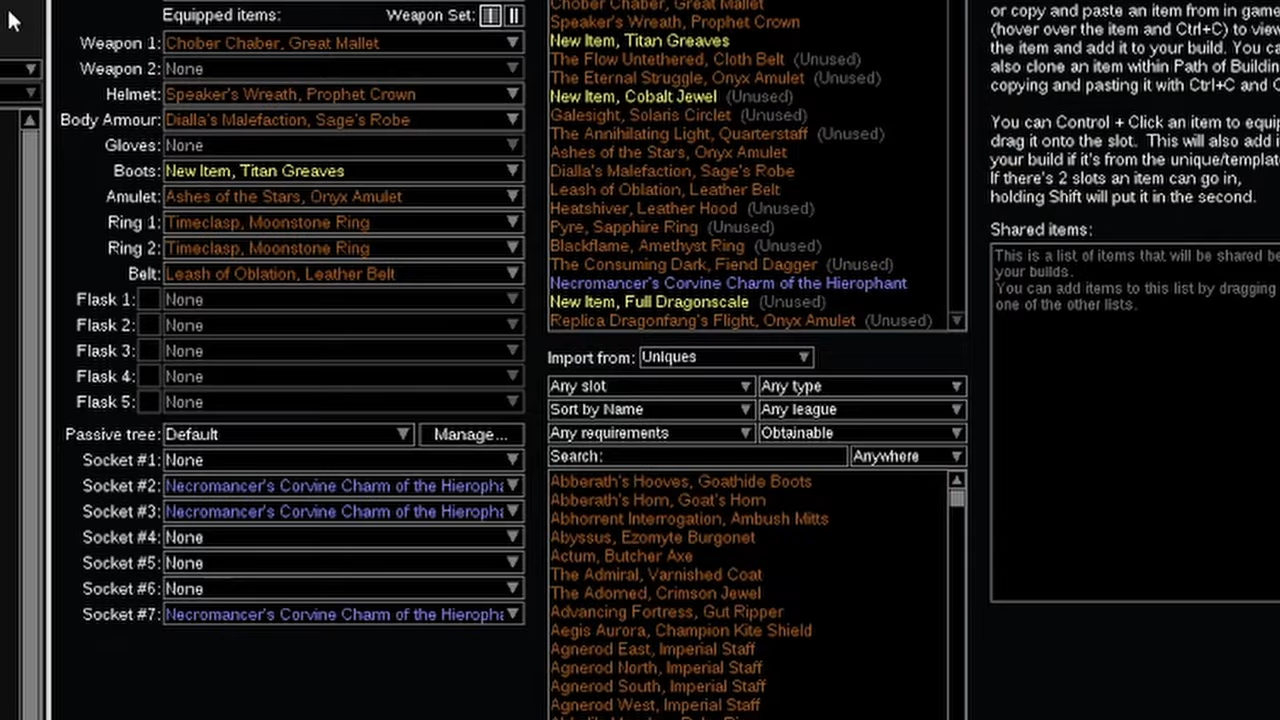 Equipped items: Weapon Set: I II
Weapon 1: Chober Chaber, Great Mallet
Weapon 2: None
Helmet: Speaker's Wreath, Prophet Crown
Body Armour: Dialla's Malefaction, Sage's Robe
Gloves: None
Boots: New Item, Titan Greaves
Amulet: Ashes of the Stars, Onyx Amulet
Ring 1: Timeclasp, Moonstone Ring
Ring 2: Timeclasp, Moonstone Ring
Belt: Leash of Oblation, Leather Belt
Flask 1: None
Flask 2: None
Flask 3: None
Flask 4: None
Flask 5: None
Passive tree: Default Manage...
Socket #1: None
Socket #2: Necromancer's Corvine Charm of the Hieropha
Socket #3: Necromancer's Corvine Charm of the Hieropha
Socket #4: None
Socket #5: None
Socket #6: None
Socket #7: Necromancer's Corvine Charm of the Hieropha
Chober Chaber, Great Mallet
Speaker's Wreath, Prophet Crown
New Item, Titan Greaves
The Flow Untethered, Cloth Belt (Unused)
The Eternal Struggle, Onyx Amulet (Unused)
New Item, Cobalt Jewel (Unused)
Galesight, Solaris Circlet (Unused)
The Annihilating Light, Quarterstaff (Unused)
Ashes of the Stars, Onyx Amulet
Dialla's Malefaction, Sage's Robe
Leash of Oblation, Leather Belt
Heatshiver, Leather Hood (Unused)
Pyre, Sapphire Ring (Unused)
Blackflame, Amethyst Ring (Unused)
The Consuming Dark, Fiend Dagger (Unused)
Necromancer's Corvine Charm of the Hierophant
New Item, Full Dragonscale (Unused)
Replica Dragonfang's Flight, Onyx Amulet (Unused)
Import from: Uniques
Any slot Any type
Sort by Name Any league
Any requirements Obtainable
Search: Anywhere
Abberath's Hooves, Goathide Boots
Abberath's Horn, Goat's Horn
Abhorrent Interrogation, Ambush Mitts
Abyssus, Ezomyte Burgonet
Actum, Butcher Axe
The Admiral, Varnished Coat
The Adorned, Crimson Jewel
Advancing Fortress, Gut Ripper
Aegis Aurora, Champion Kite Shield
Agnerod East, Imperial Staff
Agnerod North, Imperial Staff
Agnerod South, Imperial Staff
Agnerod West, Imperial Staff
or copy and paste an item from in game
(hover over the item and Ctrl+C) to view
the item and add it to your build. You can
also clone an item within Path of Building
copying and pasting it with Ctrl+C and C
You can Control + Click an item to equip
drag it onto the slot. This will also add i
your build if it's from the unique/templat
If there's 2 slots an item can go in,
holding Shift will put it in the second.
Shared items:
This is a list of items that will be shared be
your builds.
You can add items to this list by dragging
one of the other lists.